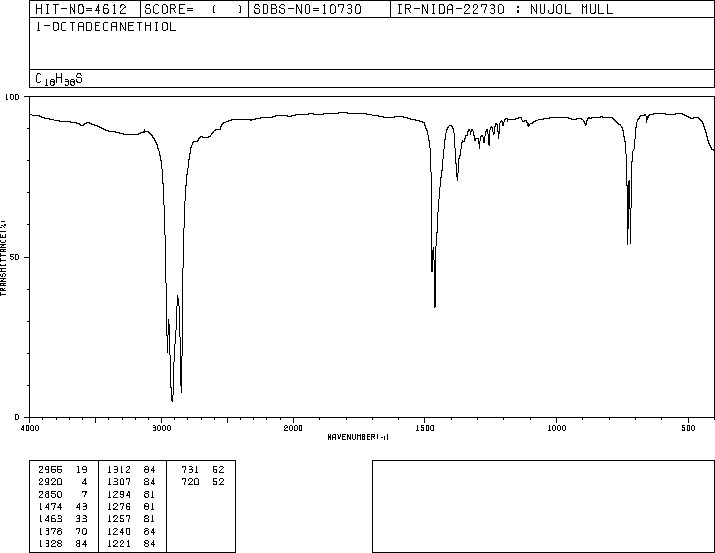 HIT-NO=4612 SCORE= ( ) SDBS-NO=10730 IR-NIDA-22730 : NUJOL MULL
1-OCTADECANETHIOL
C18H38S
100
50
0
TRANSMITTANCE(%)
4000 3000 2000 1500 1000 500
WAVENUMBER(-1)
2956 19 1312 84 731 52
2920 4 1307 84 720 52
2850 7 1294 81
1474 43 1276 81
1463 33 1257 81
1378 70 1240 84
1328 84 1221 84